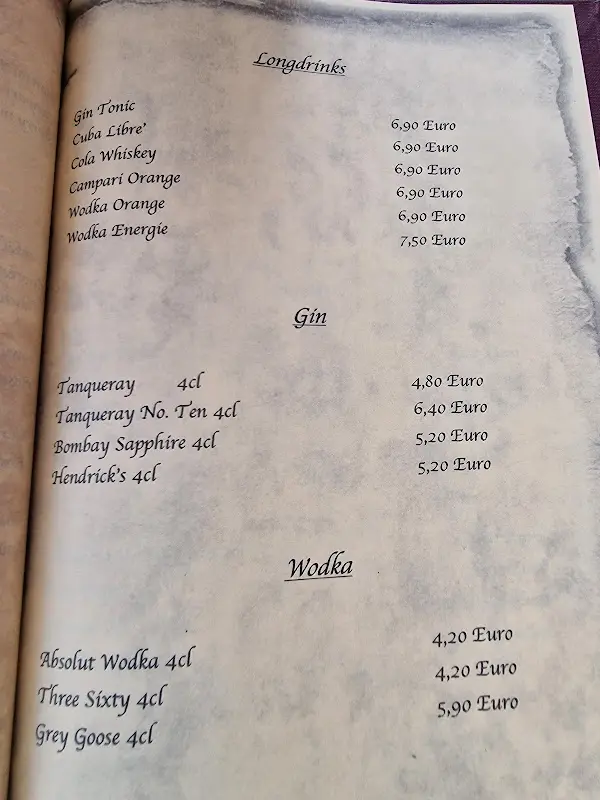 Longdrinks
Gin Tonic 6,90 Euro
Cuba Libre' 6,90 Euro
Cola Whiskey 6,90 Euro
Campari Orange 6,90 Euro
Wodka Orange 6,90 Euro
Wodka Energie 7,50 Euro
Gin
Tanqueray 4cl 4,80 Euro
Tanqueray No. Ten 4cl 6,40 Euro
Bombay Sapphire 4cl 5,20 Euro
Hendrick's 4cl 5,20 Euro
Wodka
Absolut Wodka 4cl 4,20 Euro
Three Sixty 4cl 4,20 Euro
Grey Goose 4cl 5,90 Euro